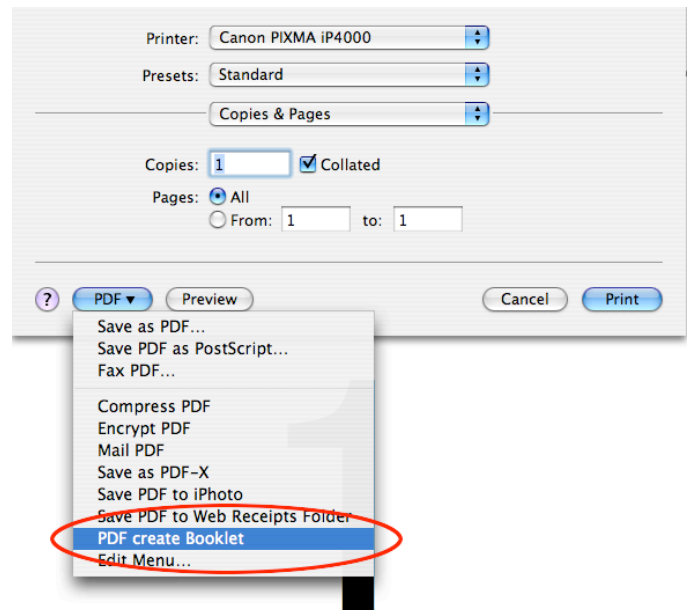 Printer: Canon PIXMA iP4000
Presets: Standard
Copies & Pages
Copies: 1 Collated
Pages: All
From: 1 to: 1
? PDF Preview Cancel Print
Save as PDF...
Save PDF as PostScript...
Fax PDF...
Compress PDF
Encrypt PDF
Mail PDF
Save as PDF-X
Save PDF to iPhoto
Save PDF to Web Receipts Folder
PDF create Booklet
Edit Menu...